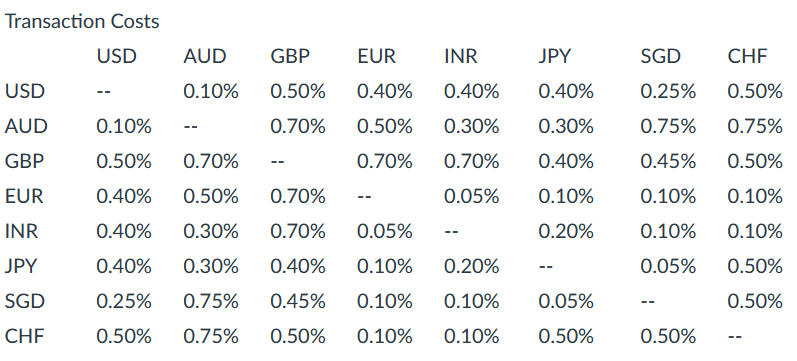 Transaction Costs
USD AUD GBP EUR INR JPY SGD CHF
USD -- 0.10% 0.50% 0.40% 0.40% 0.40% 0.25% 0.50%
AUD 0.10% -- 0.70% 0.50% 0.30% 0.30% 0.75% 0.75%
GBP 0.50% 0.70% -- 0.70% 0.70% 0.40% 0.45% 0.50%
EUR 0.40% 0.50% 0.70% -- 0.05% 0.10% 0.10% 0.10%
INR 0.40% 0.30% 0.70% 0.05% -- 0.20% 0.10% 0.10%
JPY 0.40% 0.30% 0.40% 0.10% 0.20% -- 0.05% 0.50%
SGD 0.25% 0.75% 0.45% 0.10% 0.10% 0.05% -- 0.50%
CHF 0.50% 0.75% 0.50% 0.10% 0.10% 0.50% 0.50% --